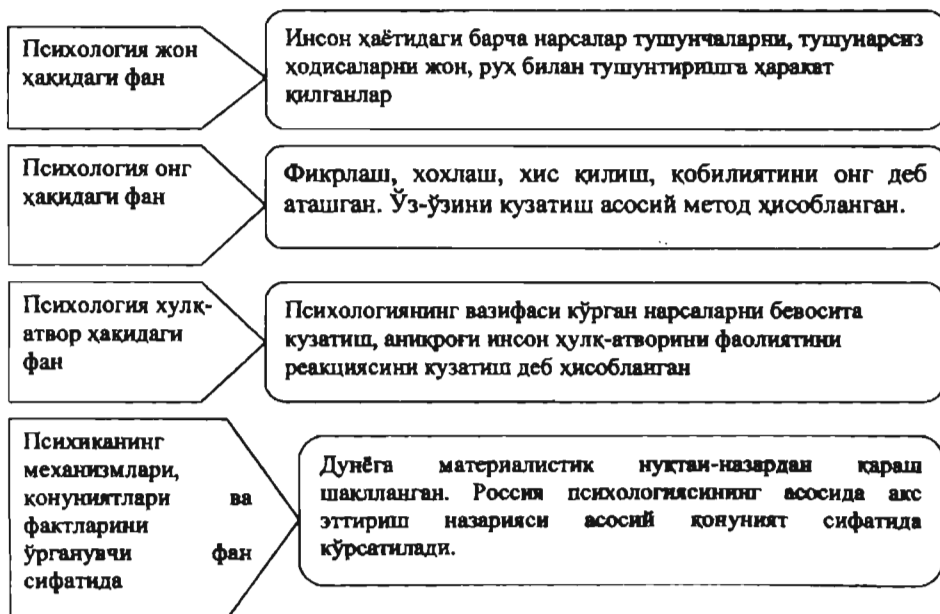 Психология жон
ҳақидаги фан
Инсон ҳаётидаги барча нарсалар тушунчаларни, тушунарсиз
ҳодисаларни жон, руҳ билан тушунтиришга ҳаракат
қилганлар
Психология онг
ҳақидаги фан
Фикрлаш, хохлаш, хис қилиш, қобилиятини онг деб
аташган. Ўз-ўзини кузатиш асосий метод ҳисобланган.
Психология хулқ-
атвор ҳақидаги
фан
Психологиянинг вазифаси кўрган нарсаларни бевосита
кузатиш, аниқроғи инсон ҳулқ-атворини фаолиятини
реакциясини кузатиш деб ҳисобланган
Психиканинг
механизмлари,
қонуниятлари ва
фактларини
ўрганувчи фан
сифатида
Дунёга материалистик нуқтаи-назардан қараш
шаклланган. Россия психологиясининг асосида акс
эттириш назарияси асосий қонуният сифатида
кўрсатилади.